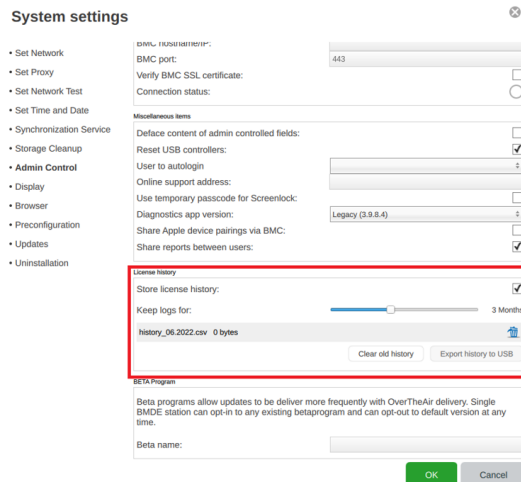 System settings
• Set Network
• Set Proxy
• Set Network Test
• Set Time and Date
• Synchronization Service
• Storage Cleanup
• Admin Control
• Display
• Browser
• Preconfiguration
• Updates
• Uninstallation
BMC hostname/IP:
BMC port: 443
Verify BMC SSL certificate:
Connection status:
Miscellaneous items
Deface content of admin controlled fields:
Reset USB controllers:
User to autologin
Online support address:
Use temporary passcode for Screenlock:
Diagnostics app version: Legacy (3.9.8.4)
Share Apple device pairings via BMC:
Share reports between users:
License history
Store license history:
Keep logs for: 3 Months
history_06.2022.csv 0 bytes
Clear old history Export history to USB
BETA Program
Beta programs allow updates to be deliver more frequently with OverTheAir delivery. Single
BMDE station can opt-in to any existing betaprogram and can opt-out to default version at any
time.
Beta name:
OK Cancel